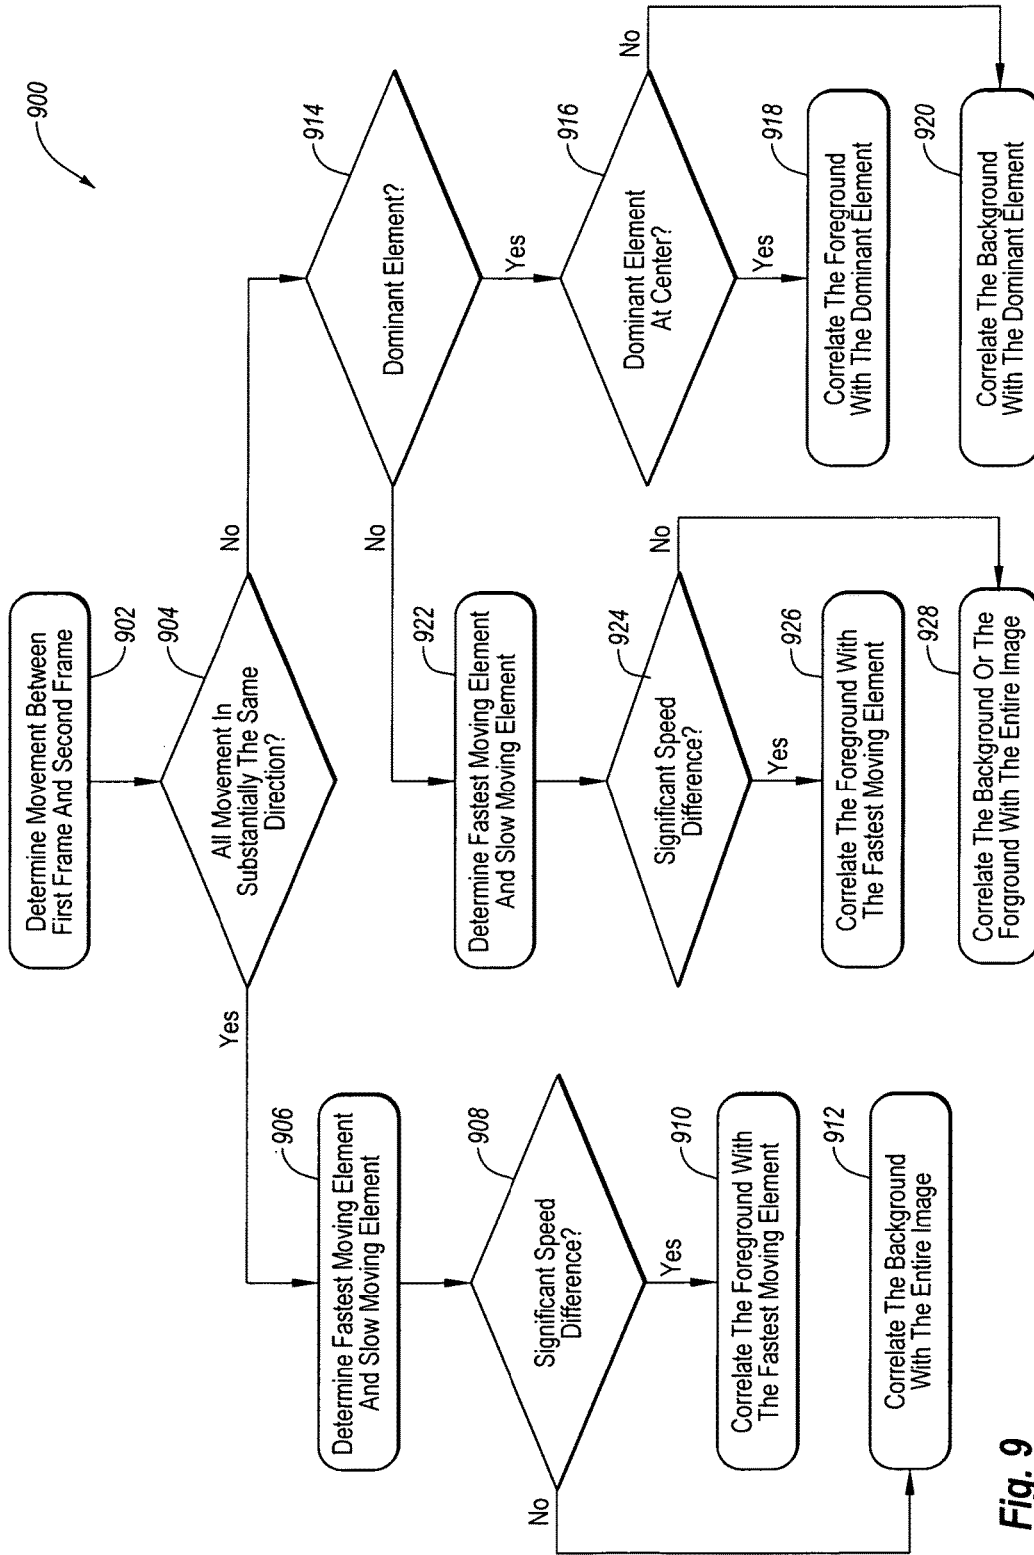 900
Determine Movement Between
First Frame And Second Frame
902
904
All Movement In
Substantially The Same
Direction?
Yes
No
906
Determine Fastest Moving Element
And Slow Moving Element
908
Significant Speed
Difference?
No
Yes
910
Correlate The Foreground With
The Fastest Moving Element
912
Correlate The Background
With The Entire Image
914
Dominant Element?
No
Yes
922
Determine Fastest Moving Element
And Slow Moving Element
924
Significant Speed
Difference?
No
Yes
926
Correlate The Foreground With
The Fastest Moving Element
928
Correlate The Background Or The
Forground With The Entire Image
916
Dominant Element
At Center?
No
Yes
918
Correlate The Foreground
With The Dominant Element
920
Correlate The Background
With The Dominant Element
Fig. 9